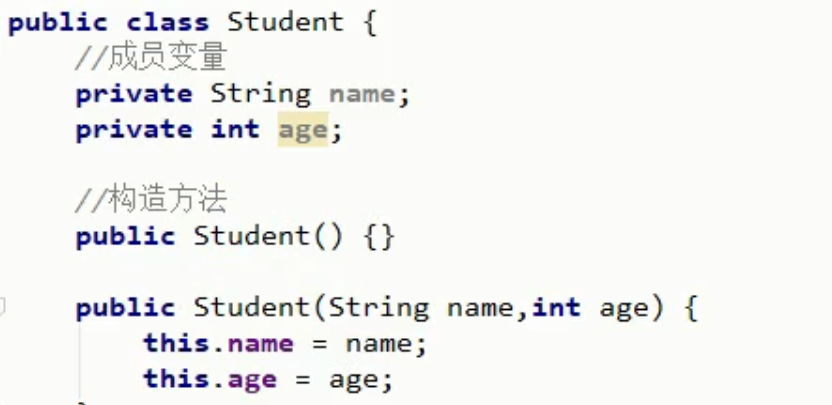 public class Student {
//成员变量
private String name;
private int age;
//构造方法
public Student() {}
public Student(String name,int age) {
this.name = name;
this.age = age;
}